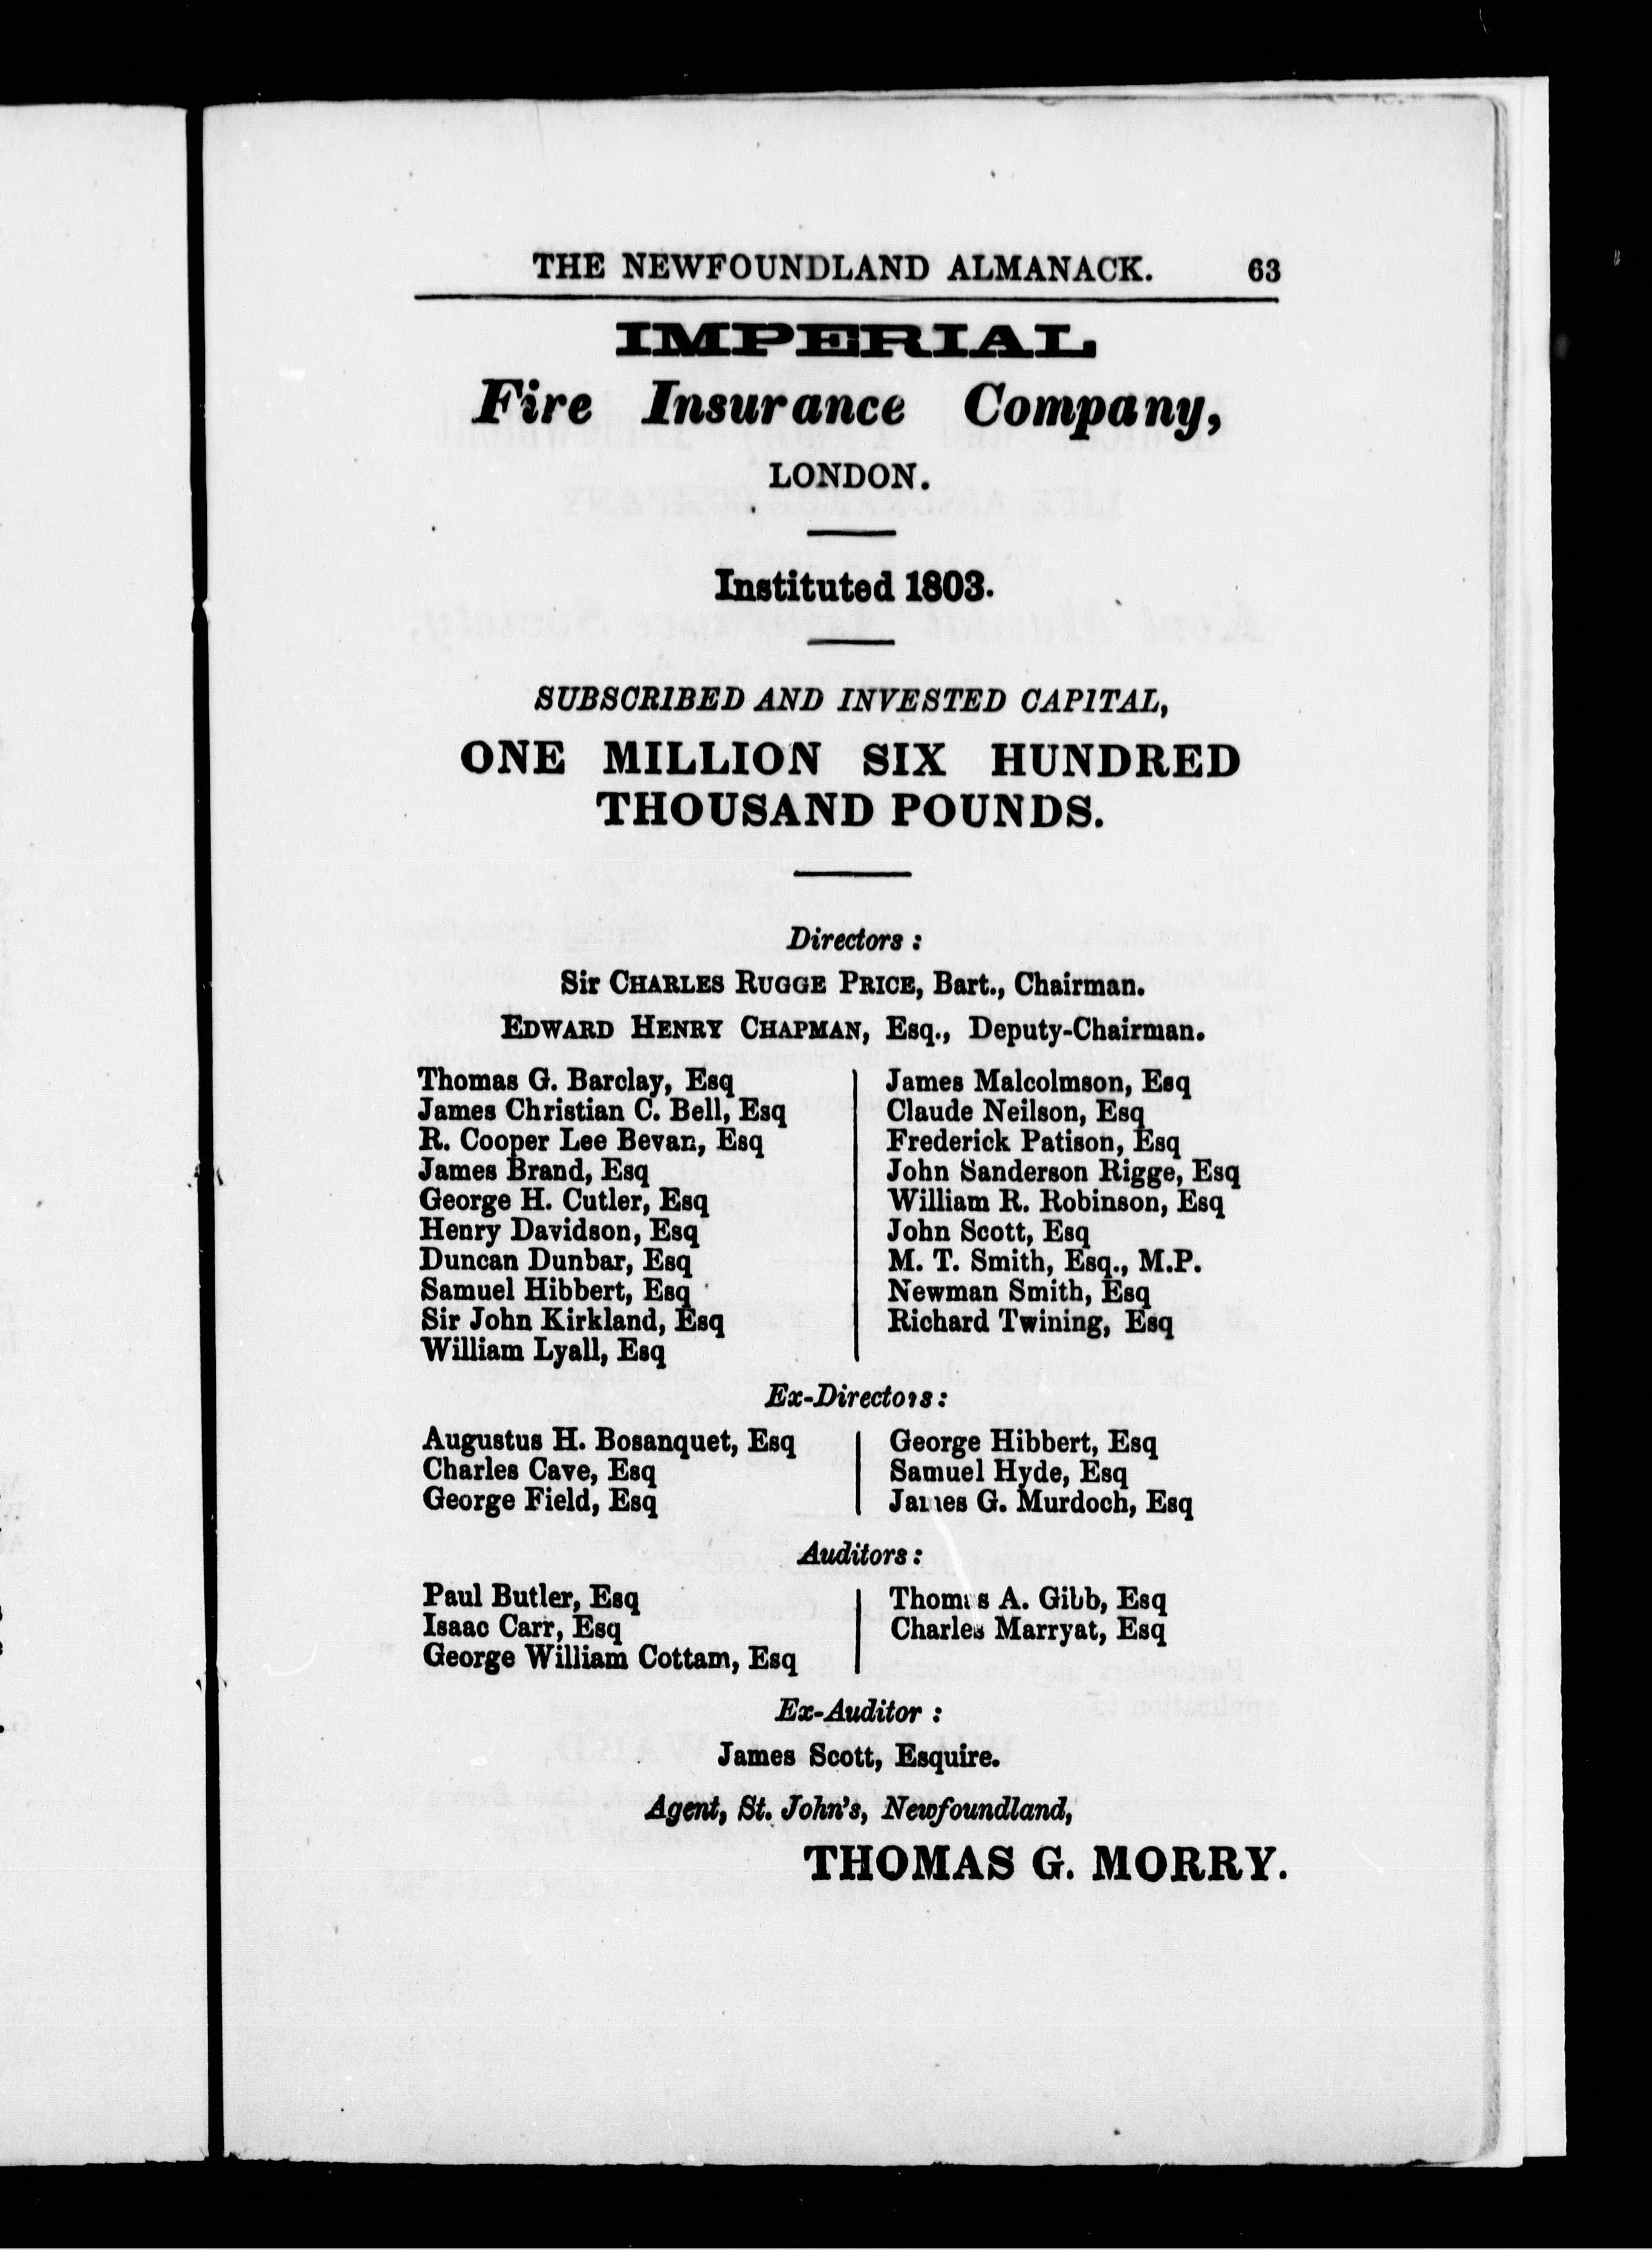 THE NEWFOUNDLAND ALMANACK. 63
IMPERIAL
Fire Insurance Company,
LONDON.
Instituted 1803.
SUBSCRIBED AND INVESTED CAPITAL,
ONE MILLION SIX HUNDRED
THOUSAND POUNDS.
Directors :
Sir CHARLES RUGGE PRICE, Bart., Chairman.
EDWARD HENRY CHAPMAN, Esq., Deputy-Chairman.
Thomas G. Barclay, Esq
James Christian C. Bell, Esq
R. Cooper Lee Bevan, Esq
James Brand, Esq
George H. Cutler, Esq
Henry Davidson, Esq
Duncan Dunbar, Esq
Samuel Hibbert, Esq
Sir John Kirkland, Esq
William Lyall, Esq
James Malcolmson, Esq
Claude Neilson, Esq
Frederick Patison, Esq
John Sanderson Rigge, Esq
William R. Robinson, Esq
John Scott, Esq
M. T. Smith, Esq., M.P.
Newman Smith, Esq
Richard Twining, Esq
Ex-Directors :
Augustus H. Bosanquet, Esq
Charles Cave, Esq
George Field, Esq
George Hibbert, Esq
Samuel Hyde, Esq
James G. Murdoch, Esq
Auditors :
Paul Butler, Esq
Isaac Carr, Esq
George William Cottam, Esq
Thomas A. Gibb, Esq
Charles Marryat, Esq
Ex-Auditor :
James Scott, Esquire.
Agent, St. John's, Newfoundland,
THOMAS G. MORRY.